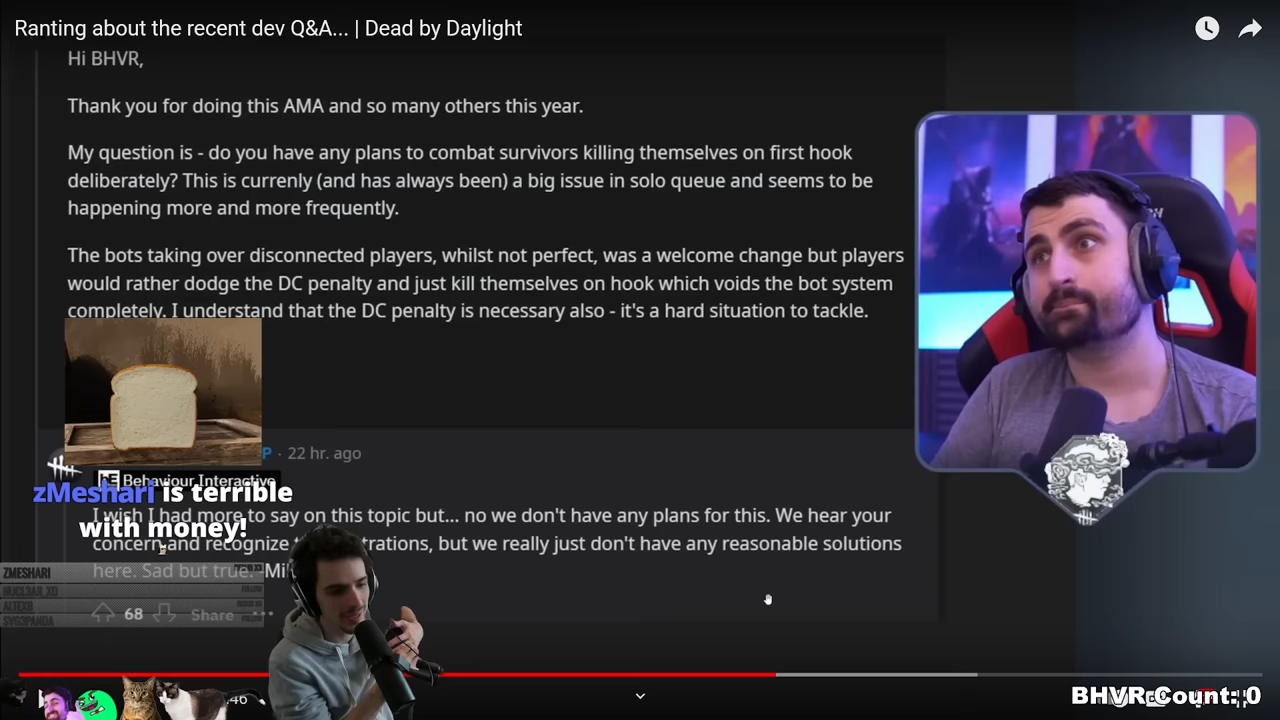 Ranting about the recent dev Q&A... | Dead by Daylight
Hi BHVR,
Thank you for doing this AMA and so many others this year.
My question is - do you have any plans to combat survivors killing themselves on first hook
deliberately? This is currenly (and has always been) a big issue in solo queue and seems to be
happening more and more frequently.
The bots taking over disconnected players, whilst not perfect, was a welcome change but players
would rather dodge the DC penalty and just kill themselves on hook which voids the bot system
completely. I understand that the DC penalty is necessary also - it's a hard situation to tackle.
P · 22 hr. ago
Behaviour Interactive
zMeshari is terrible
with money!
I wish I had more to say on this topic but... no we don't have any plans for this. We hear your
concern and recognize trations, but we really just don't have any reasonable solutions
here. Sad but true. -Mi
ZMESHARI
NUCL3AR_XD
ALTEXB
SYG3PANDA
68 Share
46
BHVR Count: 0